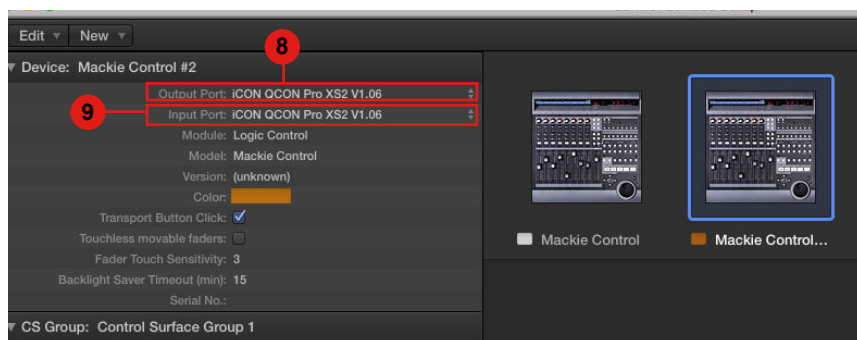 Edit New
8
Device: Mackie Control #2
Output Port: iCON QCON Pro XS2 V1.06
9
Input Port: iCON QCON Pro XS2 V1.06
Module: Logic Control
Model: Mackie Control
Version: (unknown)
Color:
Transport Button Click:
Touchless movable faders:
Fader Touch Sensitivity: 3
Backlight Saver Timeout (min): 15
Serial No.:
CS Group: Control Surface Group 1
Mackie Control
Mackie Control...